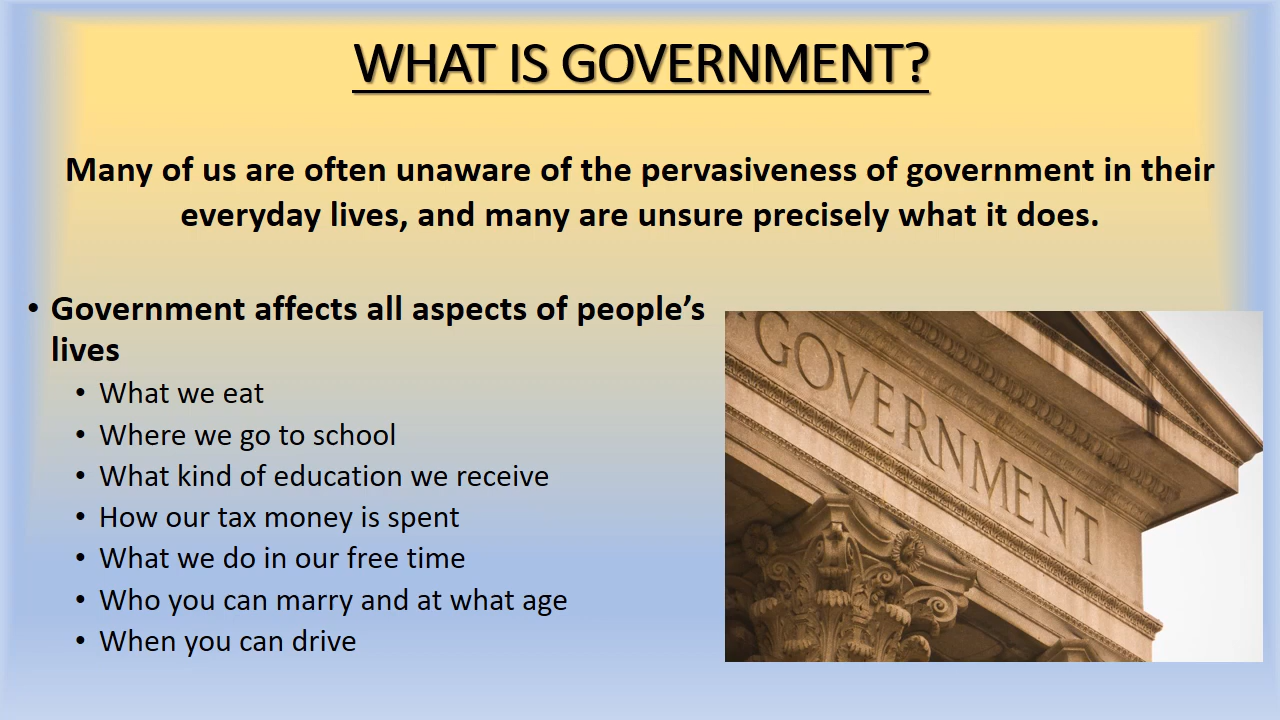 WHAT IS GOVERNMENT?
Many of us are often unaware of the pervasiveness of government in their
everyday lives, and many are unsure precisely what it does.
• Government affects all aspects of people’s
lives
• What we eat
• Where we go to school
• What kind of education we receive
• How our tax money is spent
• What we do in our free time
• Who you can marry and at what age
• When you can drive
GOVERNMENT